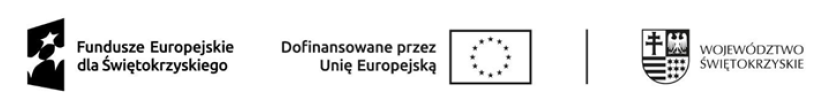 Fundusze Europejskie
dla Świętokrzyskiego
Dofinansowane przez
Unię Europejską
WOJEWÓDZTWO
ŚWIĘTOKRZYSKIE